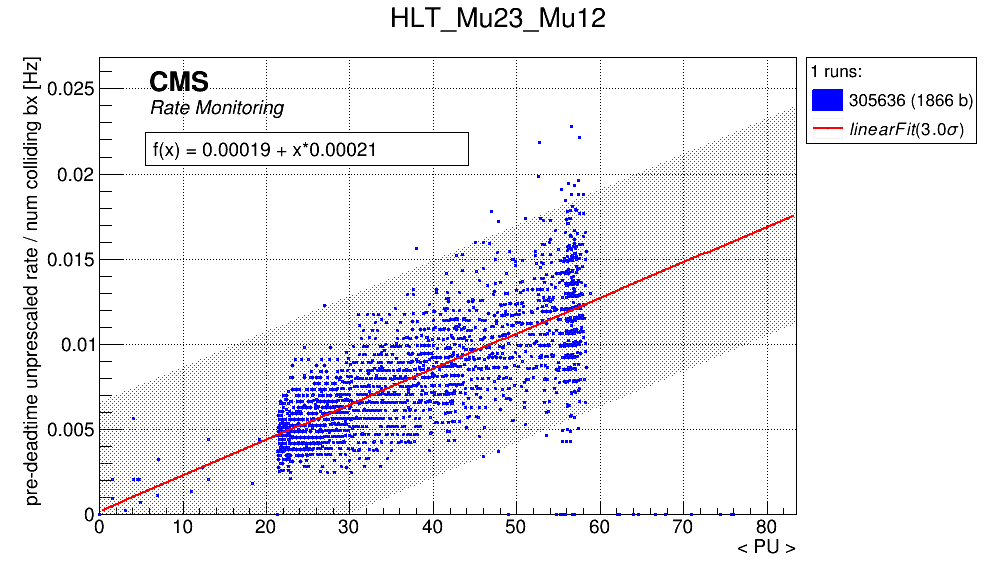 HLT_Mu23_Mu12
CMS
Rate Monitoring
f(x) = 0.00019 + x*0.00021
1 runs:
305636 (1866 b)
linearFit(3.0σ)
pre-deadtime unprescaled rate / num colliding bx [Hz]
0.025
0.02
0.015
0.01
0.005
0
0 10 20 30 40 50 60 70 80
< PU >